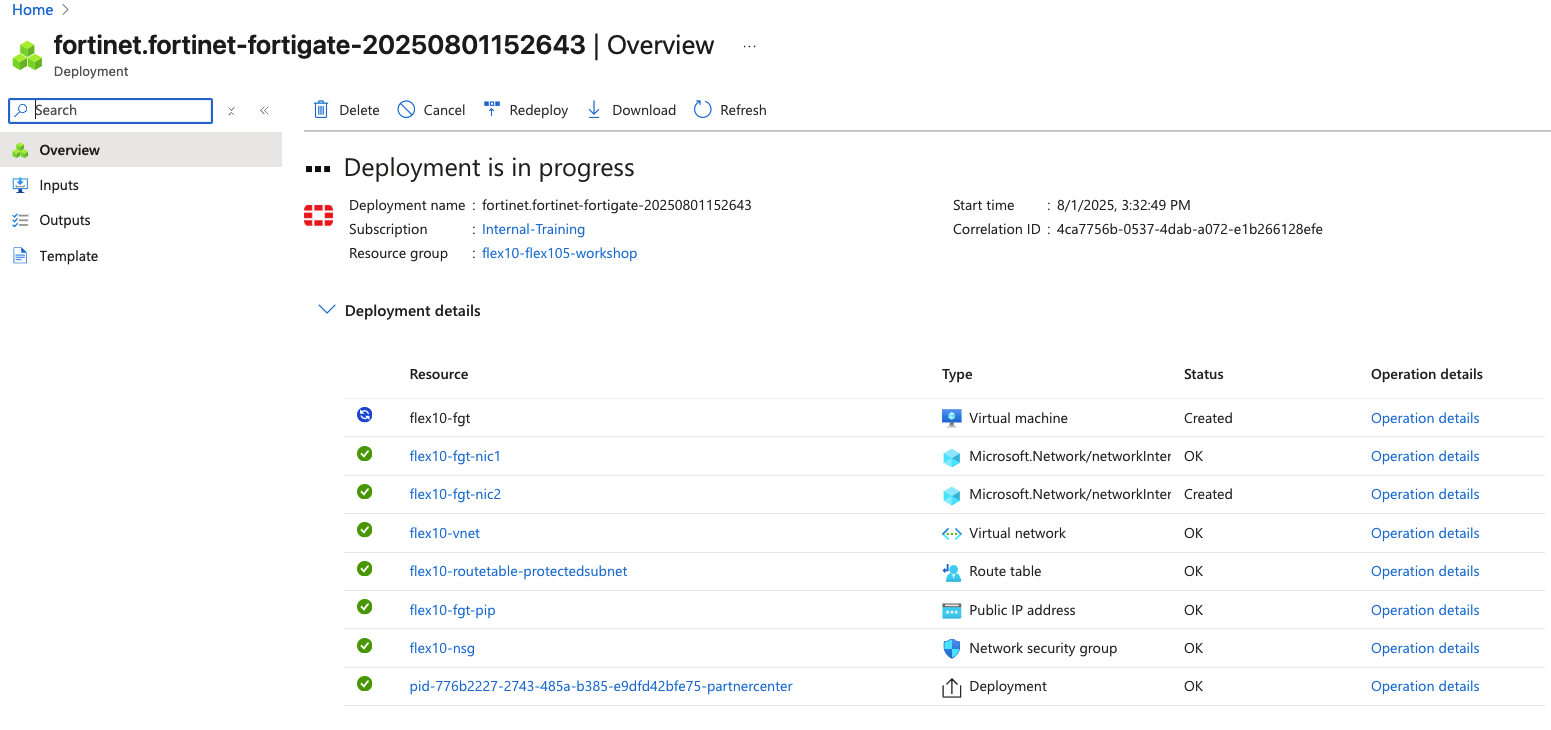 Home >
fortinet.fortinet-fortigate-20250801152643 | Overview ...
Deployment
Search
Delete Cancel Redeploy Download Refresh
Overview
Inputs
Outputs
Template
Deployment is in progress
Deployment name : fortinet.fortinet-fortigate-20250801152643
Subscription : Internal-Training
Resource group : flex10-flex105-workshop
Start time : 8/1/2025, 3:32:49 PM
Correlation ID : 4ca7756b-0537-4dab-a072-e1b266128efe
Deployment details
Resource Type Status Operation details
flex10-fgt Virtual machine Created Operation details
flex10-fgt-nic1 Microsoft.Network/networkInter OK Operation details
flex10-fgt-nic2 Microsoft.Network/networkInter Created Operation details
flex10-vnet Virtual network OK Operation details
flex10-routetable-protectedsubnet Route table OK Operation details
flex10-fgt-pip Public IP address OK Operation details
flex10-nsg Network security group OK Operation details
pid-776b2227-2743-485a-b385-e9dfd42bfe75-partnercenter Deployment OK Operation details